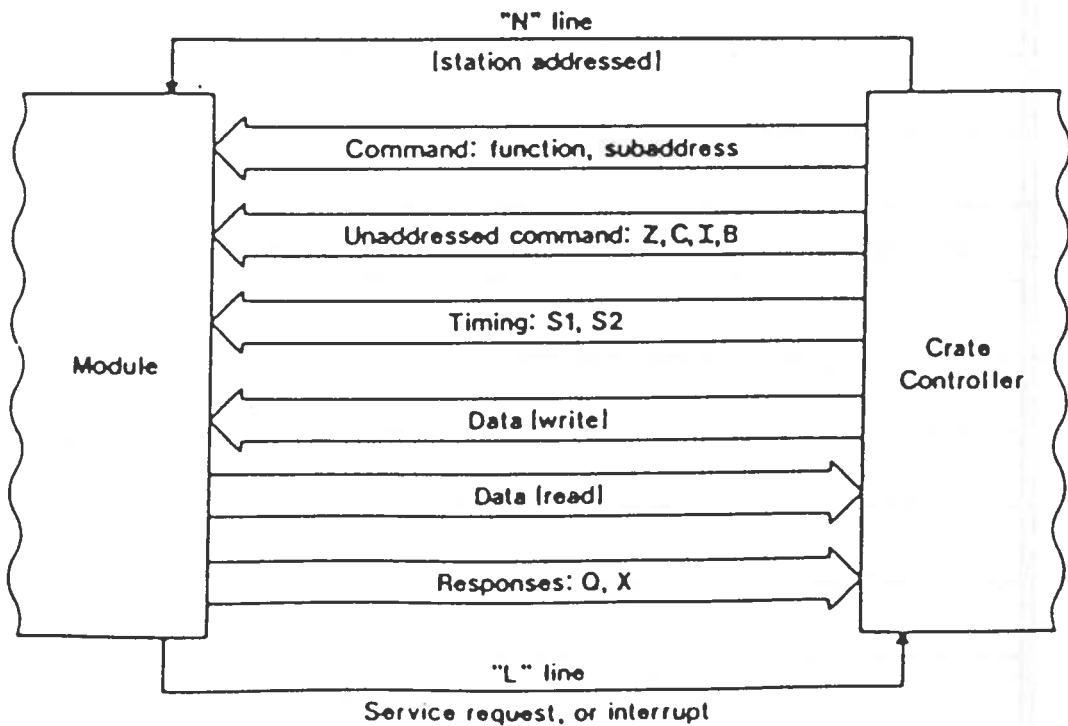 "N" line
[station addressed]
Command: function, subaddress
Unaddressed command: Z, C, I, B
Timing: S1, S2
Module
Crate
Controller
Data [write]
Data [read]
Responses: Q, X
"L" line
Service request, or interrupt